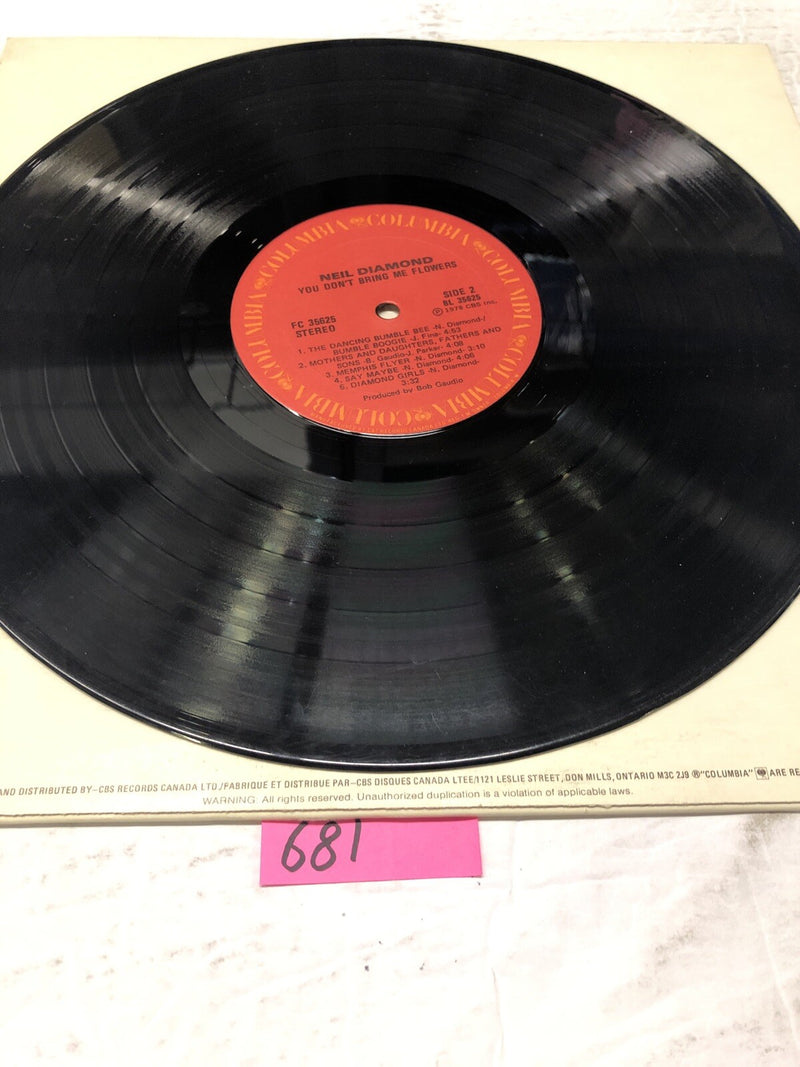 COLUMBIA COLUMBIA COLUMBIA COLUMBIA COLUMBIA COLUMBIA
NEIL DIAMOND
YOU DON'T BRING ME FLOWERS
FC 35625
STEREO
SIDE 2
BL 35625
℗ 1978 CBS Inc.
1. THE DANCING BUMBLE BEE -N. Diamond-/
BUMBLE BOOGIE -J. Fina- 4:53
2. MOTHERS AND DAUGHTERS, FATHERS AND
SONS -B. Gaudio-J. Parker- 4:08
3. MEMPHIS FLYER -N. Diamond- 3:10
4. SAY MAYBE -N. Diamond- 4:06
5. DIAMOND GIRLS -N. Diamond-
3:32
Produced by Bob Gaudio
AND DISTRIBUTED BY-CBS RECORDS CANADA LTD./FABRIQUE ET DISTRIBUE PAR-CBS DISQUES CANADA LTEE/1121 LESLIE STREET, DON MILLS, ONTARIO M3C 2J9 ®"COLUMBIA" ARE RE
WARNING: All rights reserved. Unauthorized duplication is a violation of applicable laws.
681